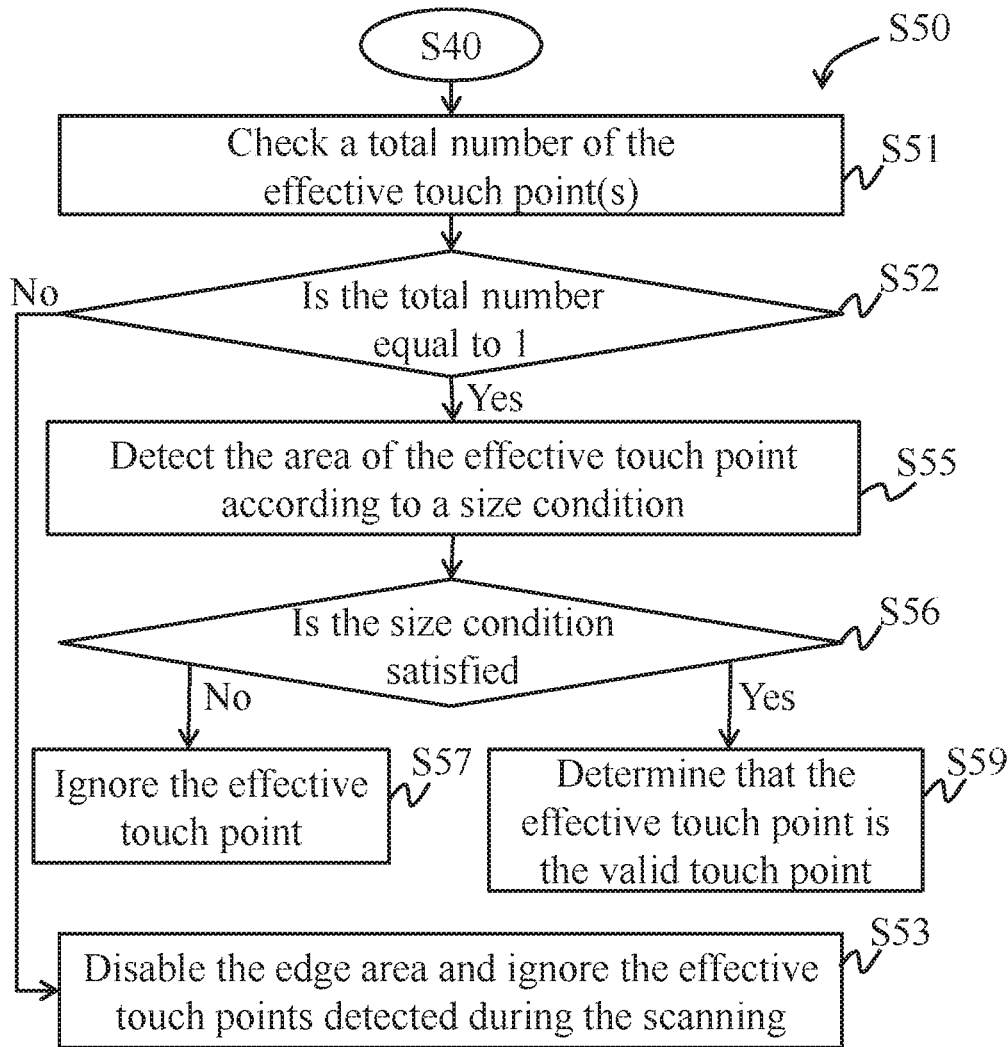 S40
S50
Check a total number of the
effective touch point(s)
S51
Is the total number
equal to 1
S52
No
Yes
Detect the area of the effective touch point
according to a size condition
S55
Is the size condition
satisfied
S56
No
Yes
Ignore the effective
touch point
S57
Determine that the
effective touch point is
the valid touch point
S59
Disable the edge area and ignore the effective
touch points detected during the scanning
S53